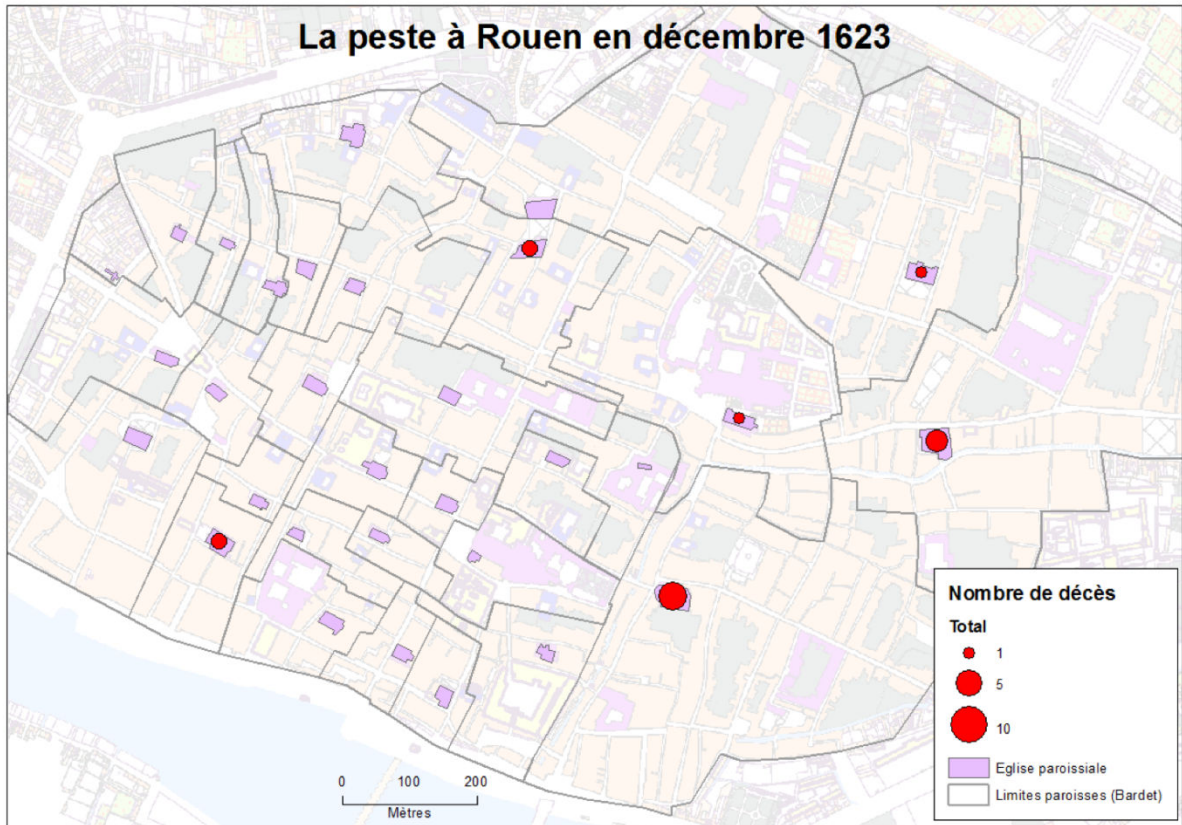 La peste à Rouen en décembre 1623
Nombre de décès
Total
1
5
10
Eglise paroissiale
Limites paroisses (Bardet)
0 100 200
Mètres